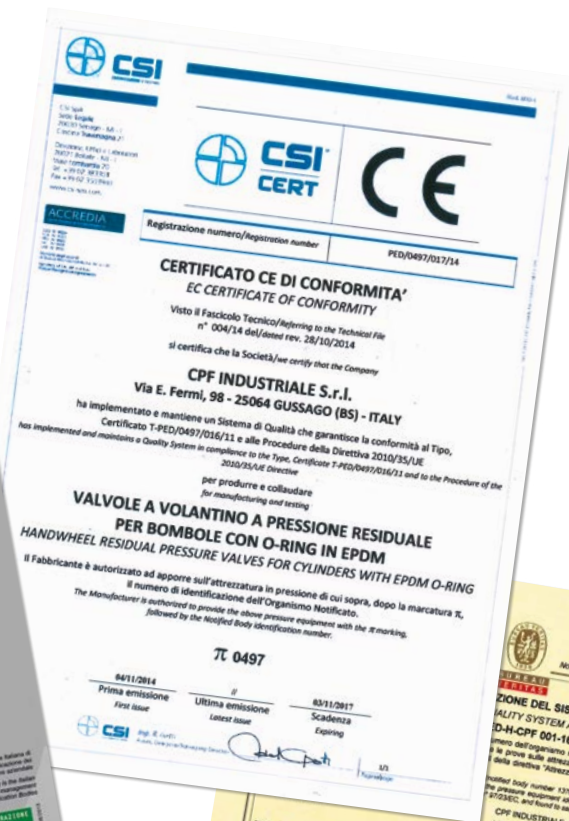 CSI
CSI
CERT
CE
ACCREDIA
Registrazione numero/Registration number
PED/0497/017/14
CERTIFICATO CE DI CONFORMITA’
EC CERTIFICATE OF CONFORMITY
Visto il Fascicolo Tecnico/Referring to the Technical File
n° 004/14 del/dated rev. 28/10/2014
si certifica che la Società/we certify that the Company
CPF INDUSTRIALE S.r.l.
Via E. Fermi, 98 - 25064 GUSSAGO (BS) - ITALY
ha implementato e mantiene un Sistema di Qualità che garantisce la conformità al Tipo,
Certificato T-PED/0497/016/11 e alle Procedure della Direttiva 2010/35/UE
has implemented and maintains a Quality System in compliance to the Type, Certificate T-PED/0497/016/11 and to the Procedure of the
2010/35/UE Directive
per produrre e collaudare
for manufacturing and testing
VALVOLE A VOLANTINO A PRESSIONE RESIDUALE
PER BOMBOLE CON O-RING IN EPDM
HANDWHEEL RESIDUAL PRESSURE VALVES FOR CYLINDERS WITH EPDM O-RING
Il Fabbricante è autorizzato ad apporre sull'attrezzatura in pressione di cui sopra, dopo la marcatura π,
il numero di identificazione dell'Organismo Notificato.
The Manufacturer is authorized to provide the above pressure equipment with the π marking,
followed by the Notified Body identification number.
π 0497
04/11/2014
Prima emissione
First issue
//
Ultima emissione
Latest issue
03/11/2017
Scadenza
Expiring
CSI
1/1
BUREAU
VERITAS
ZIONE DEL SIS
ALITY SYSTEM A
ED-H-CPF 001-10
CPF INDUSTRIAL